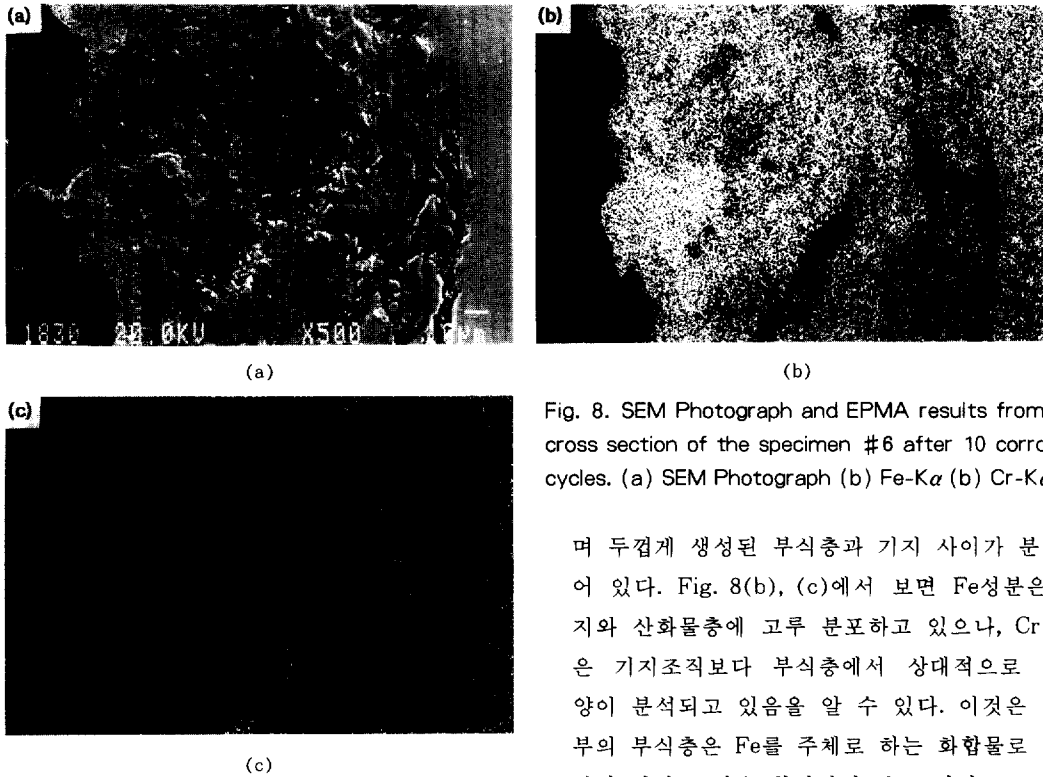 (a)
1830 20.0KV X500 10μm
(a)
(b)
(b)
(c)
(c)
Fig. 8. SEM Photograph and EPMA results from
cross section of the specimen #6 after 10 corro
cycles. (a) SEM Photograph (b) Fe-Kα (b) Cr-Kα
며 두껍게 생성된 부식층과 기지 사이가 분
어 있다. Fig. 8(b), (c)에서 보면 Fe성분은
지와 산화물층에 고루 분포하고 있으나, Cr
은 기지조직보다 부식층에서 상대적으로
양이 분석되고 있음을 알 수 있다. 이것은
부의 부식층은 Fe를 주체로 하는 화합물로